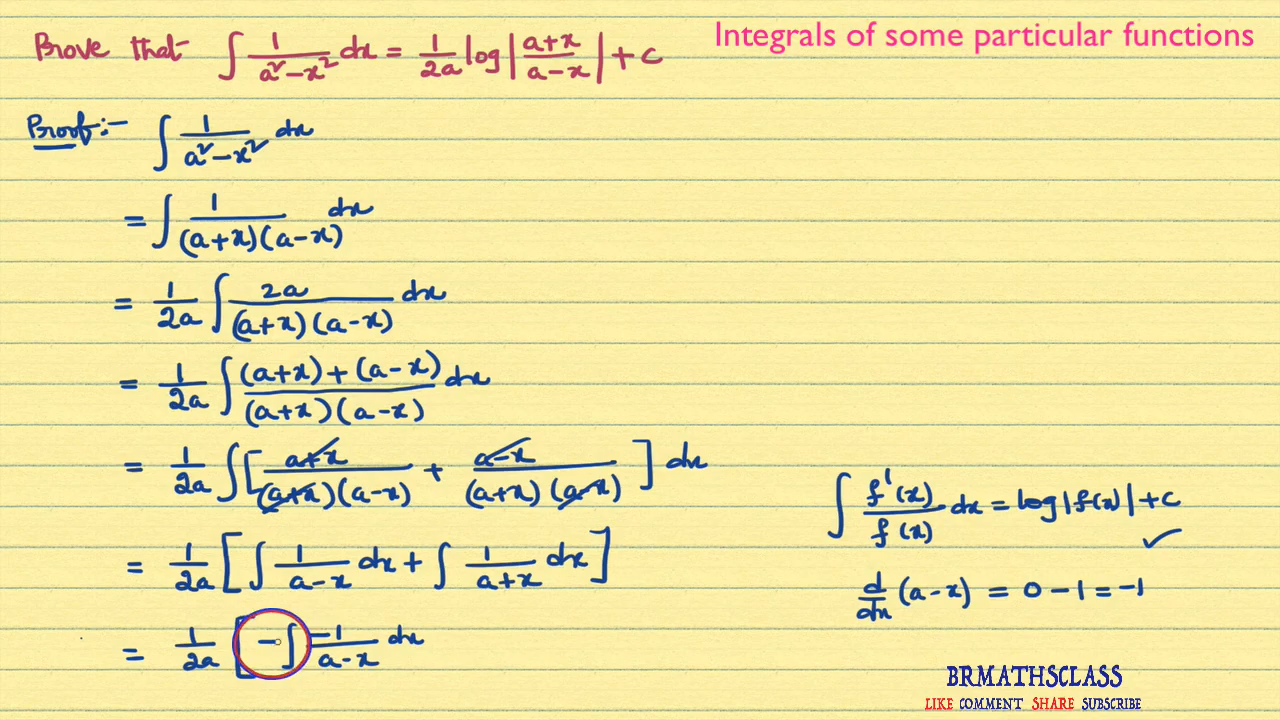 Integrals of some particular functions
Prove that ∫ 1/(a²-x²) dx = 1/2a log|(a+x)/(a-x)| + c
Proof:- ∫ 1/(a²-x²) dx
= ∫ 1/((a+x)(a-x)) dx
= 1/2a ∫ 2a/((a+x)(a-x)) dx
= 1/2a ∫ ((a+x)+(a-x))/((a+x)(a-x)) dx
= 1/2a ∫ [(a+x)/((a+x)(a-x)) + (a-x)/((a+x)(a-x))] dx
= 1/2a [∫ 1/(a-x) dx + ∫ 1/(a+x) dx]
= 1/2a [-∫ -1/(a-x) dx
∫ f'(x)/f(x) dx = log|f(x)| + c
d/dx (a-x) = 0-1 = -1
BRMATHSCLASS
LIKE COMMENT SHARE SUBSCRIBE